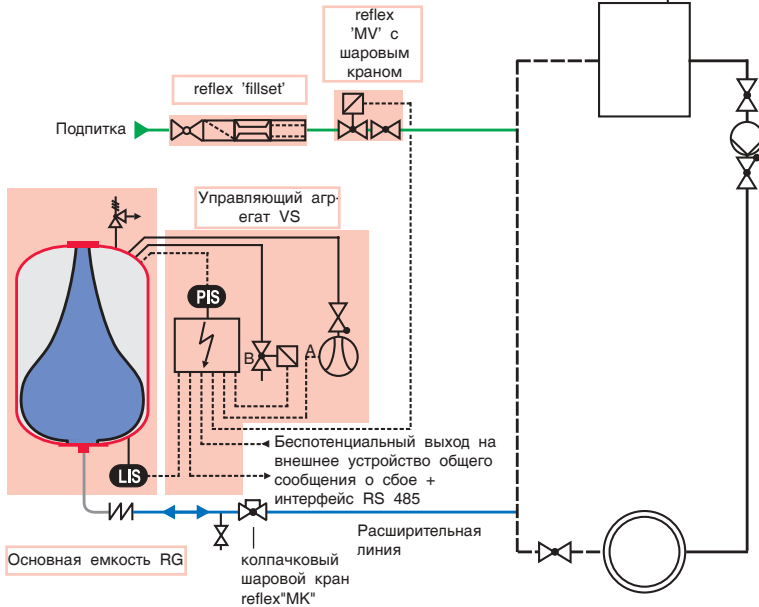 reflex
'MV' с
шаровым
краном
reflex 'fillset'
Подпитка
Управляющий агр-
егат VS
PIS
B
A
LIS
Беспотенциальный выход на
внешнее устройство общего
сообщения о сбое +
интерфейс RS 485
Расширительная
линия
Основная емкость RG
колпачковый
шаровой кран
reflex"MK"